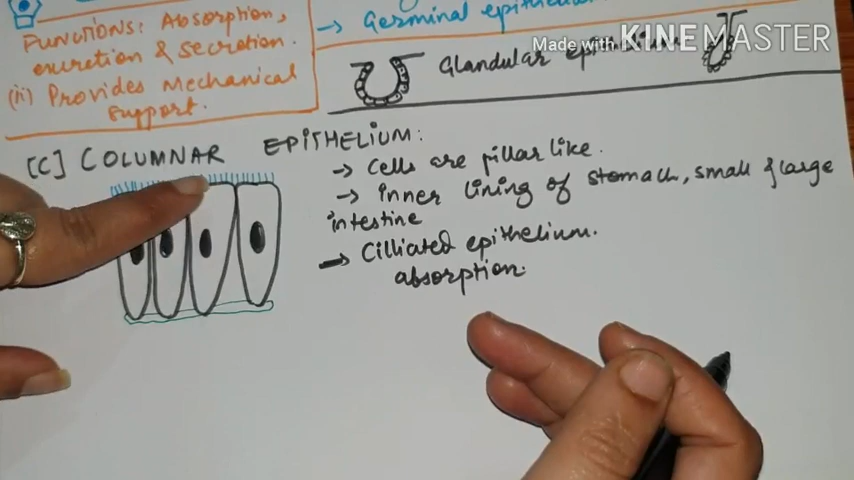 Functions: Absorption,
excretion & secretion.
(ii) Provides Mechanical
support.
→ Germinal epithelium
Glandular
Made with KINEMASTER
[C] COLUMNAR EPITHELIUM:
→ Cells are pillar like.
→ inner lining of stomach, small & large
intestine
→ Cilliated epithelium.
absorption.